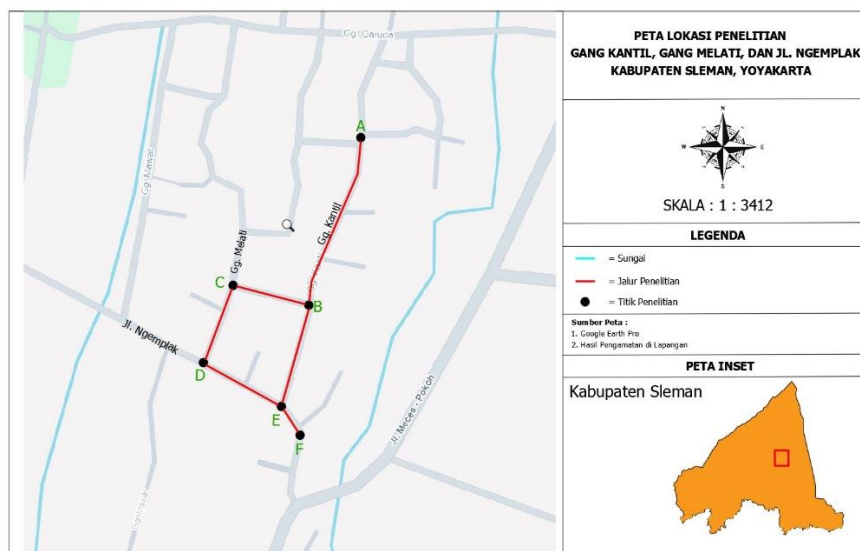 Gg. Garuda
A
Gg. Mawar
Gg. Kantil
Gg. Melati
C
B
Jl. Ngemplak
D
E
F
Jl. Meces - Pokoh
PETA LOKASI PENELITIAN
GANG KANTIL, GANG MELATI, DAN JL. NGEMPLAK
KABUPATEN SLEMAN, YOYAKARTA
N
W
E
S
SKALA : 1 : 3412
LEGENDA
= Sungai
= Jalur Penelitian
= Titik Penelitian
Sumber Peta :
1. Google Earth Pro
2. Hasil Pengamatan di Lapangan
PETA INSET
Kabupaten Sleman